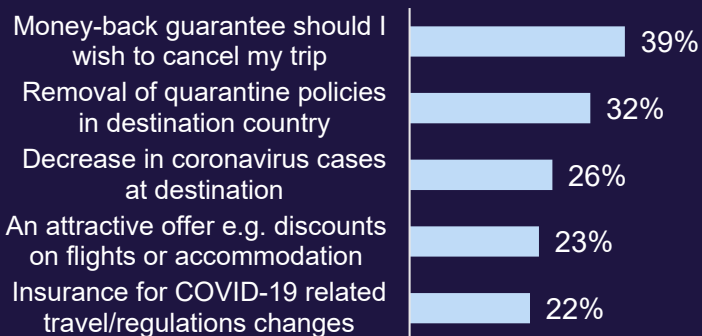 Money-back guarantee should I
wish to cancel my trip
39%
Removal of quarantine policies
in destination country
32%
Decrease in coronavirus cases
at destination
26%
An attractive offer e.g. discounts
on flights or accommodation
23%
Insurance for COVID-19 related
travel/regulations changes
22%